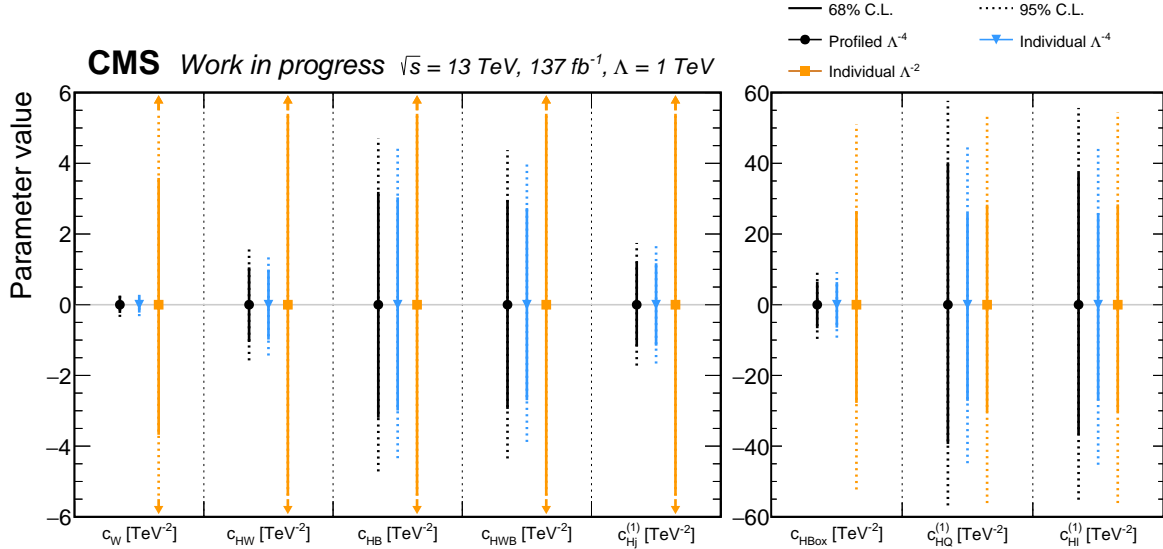 68% C.L. 95% C.L.
Profiled Λ⁻⁴ Individual Λ⁻⁴
Individual Λ⁻²
CMS Work in progress √s = 13 TeV, 137 fb⁻¹, Λ = 1 TeV
Parameter value
6 4 2 0 −2 −4 −6
60 40 20 0 −20 −40 −60
c_W [TeV⁻²] c_HW [TeV⁻²] c_HB [TeV⁻²] c_HWB [TeV⁻²] c_Hj^(1) [TeV⁻²]
c_HBox [TeV⁻²] c_HQ^(1) [TeV⁻²] c_Hl^(1) [TeV⁻²]